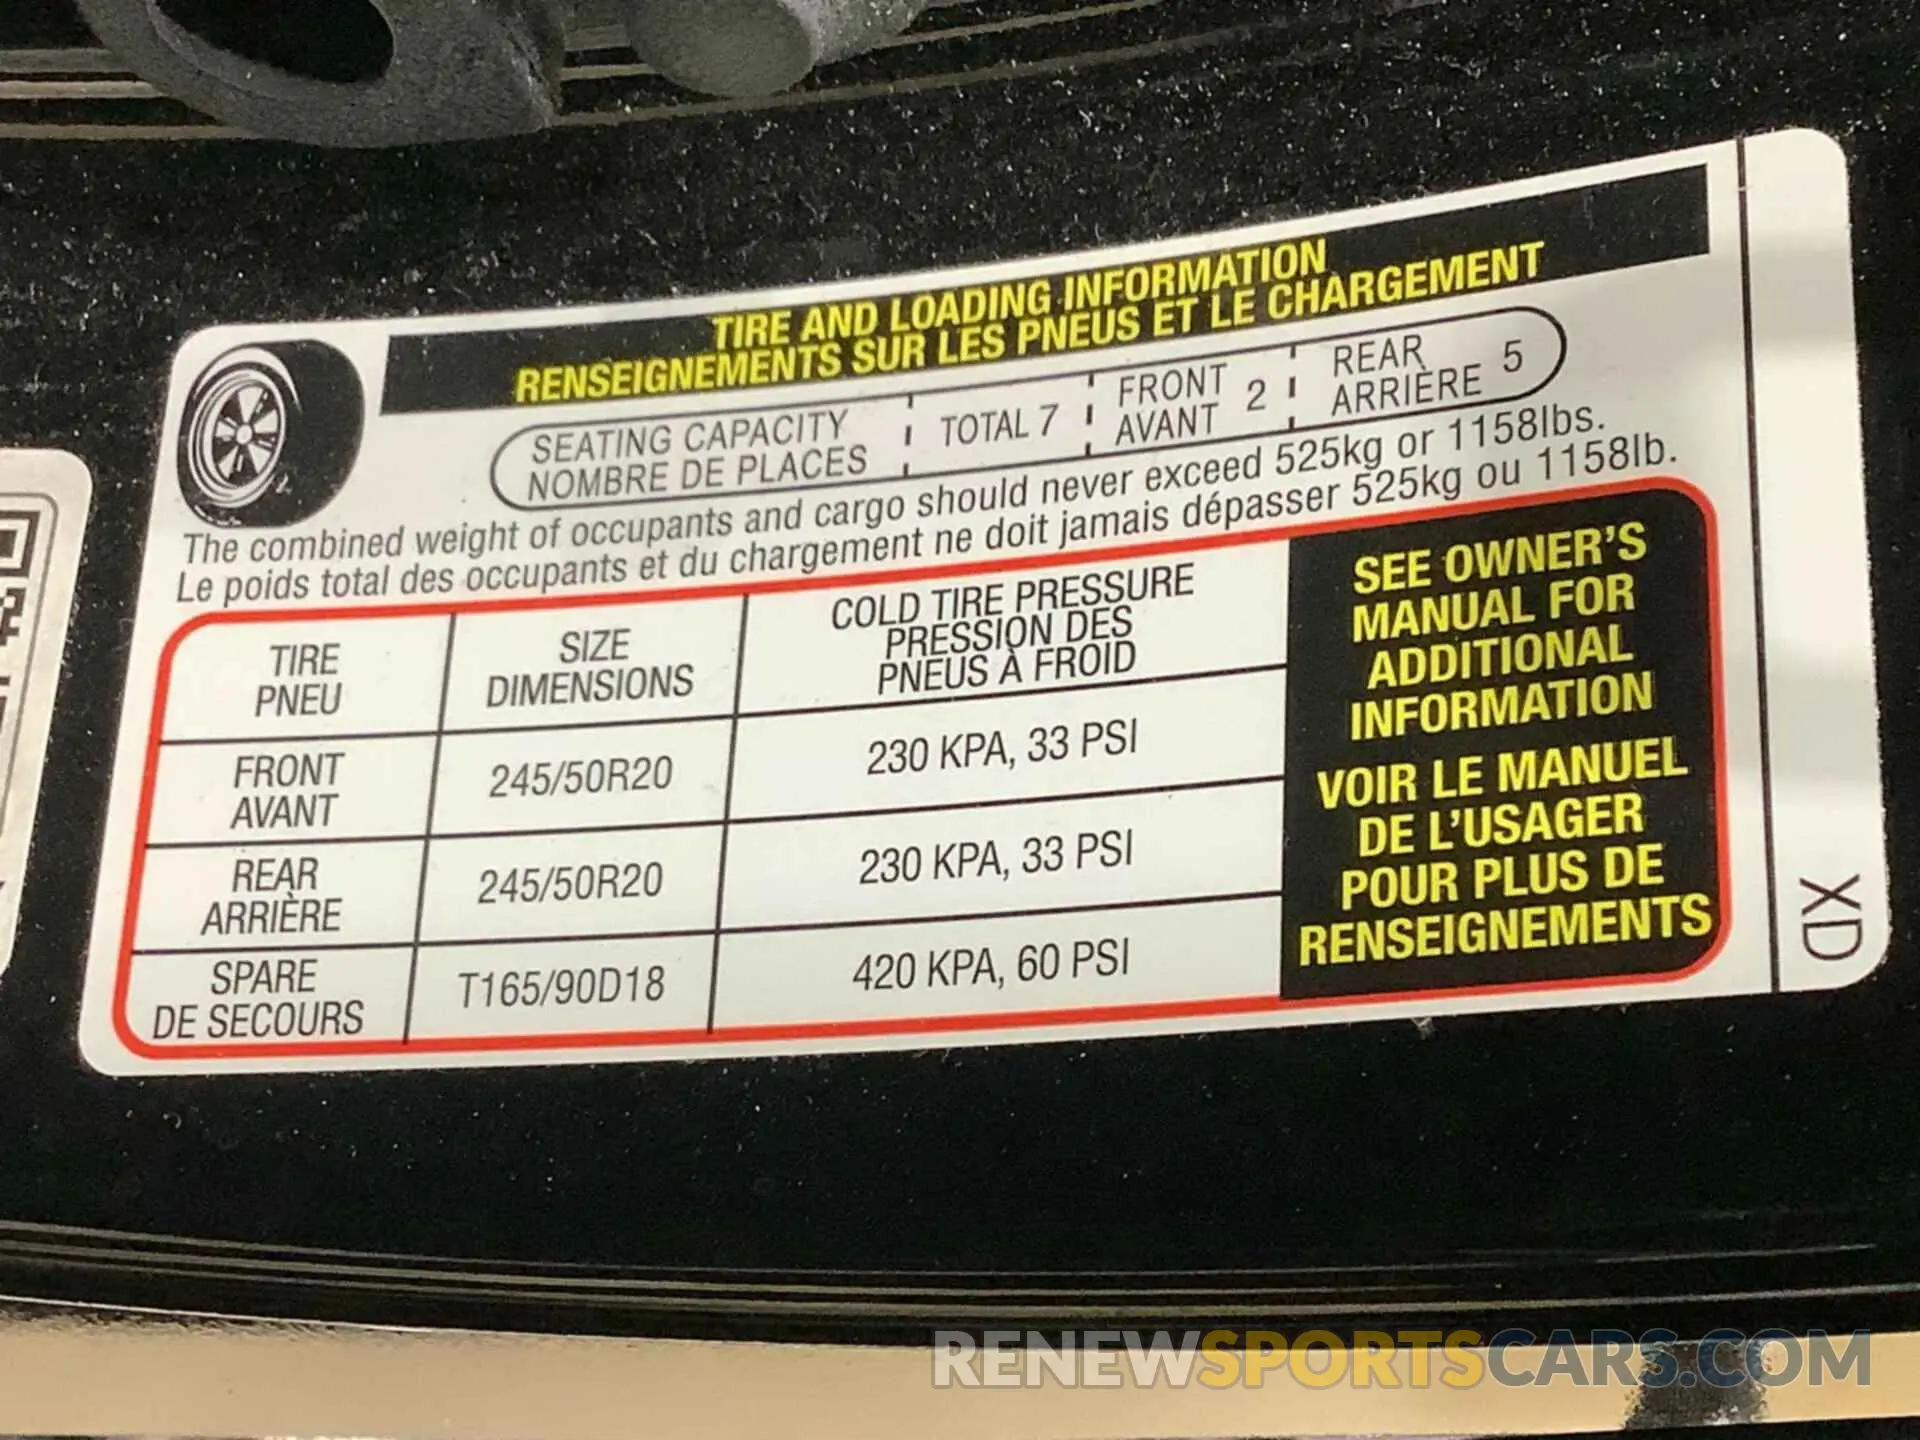 TIRE AND LOADING INFORMATION
RENSEIGNEMENTS SUR LES PNEUS ET LE CHARGEMENT
SEATING CAPACITY
NOMBRE DE PLACES
TOTAL 7
FRONT
AVANT
2
REAR
ARRIÈRE
5
The combined weight of occupants and cargo should never exceed 525kg or 1158lbs.
Le poids total des occupants et du chargement ne doit jamais dépasser 525kg ou 1158lb.
TIRE
PNEU
SIZE
DIMENSIONS
COLD TIRE PRESSURE
PRESSION DES
PNEUS À FROID
FRONT
AVANT
245/50R20
230 KPA, 33 PSI
REAR
ARRIÈRE
245/50R20
230 KPA, 33 PSI
SPARE
DE SECOURS
T165/90D18
420 KPA, 60 PSI
SEE OWNER'S
MANUAL FOR
ADDITIONAL
INFORMATION
VOIR LE MANUEL
DE L'USAGER
POUR PLUS DE
RENSEIGNEMENTS
XD
RENEWSPORTSCARS.COM